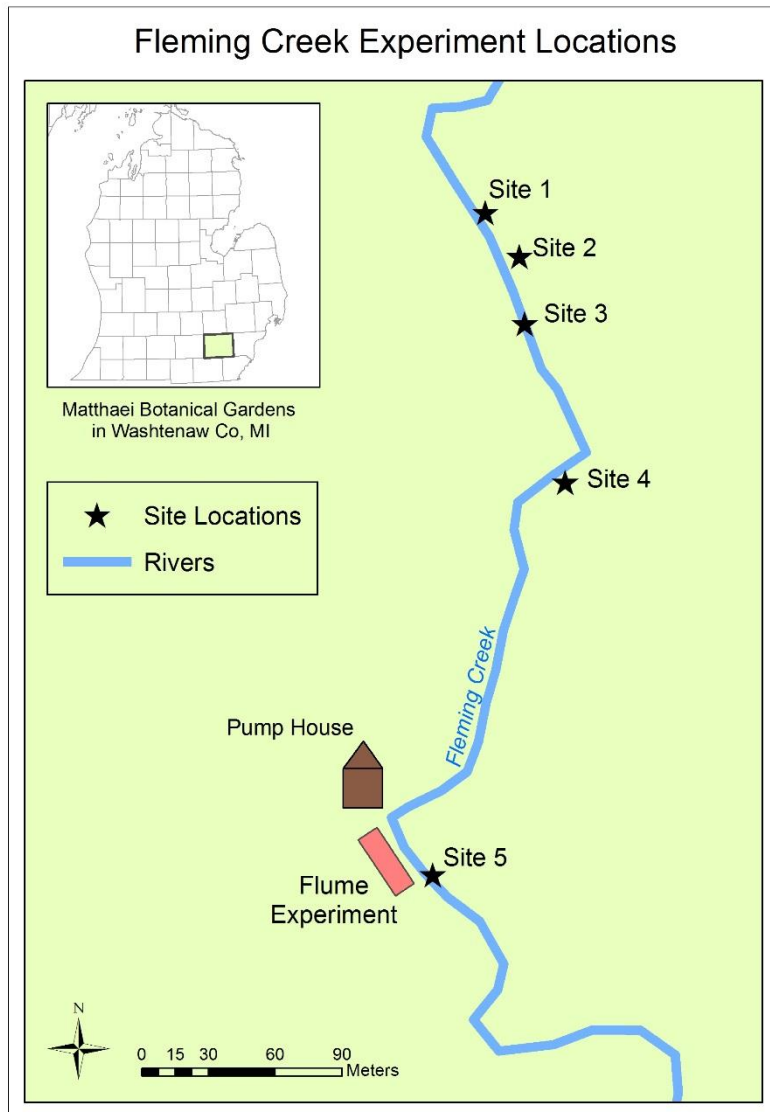 Fleming Creek Experiment Locations
Matthaei Botanical Gardens
in Washtenaw Co, MI
Site Locations
Rivers
Site 1
Site 2
Site 3
Site 4
Fleming Creek
Pump House
Site 5
Flume
Experiment
N
0 15 30 60 90
Meters